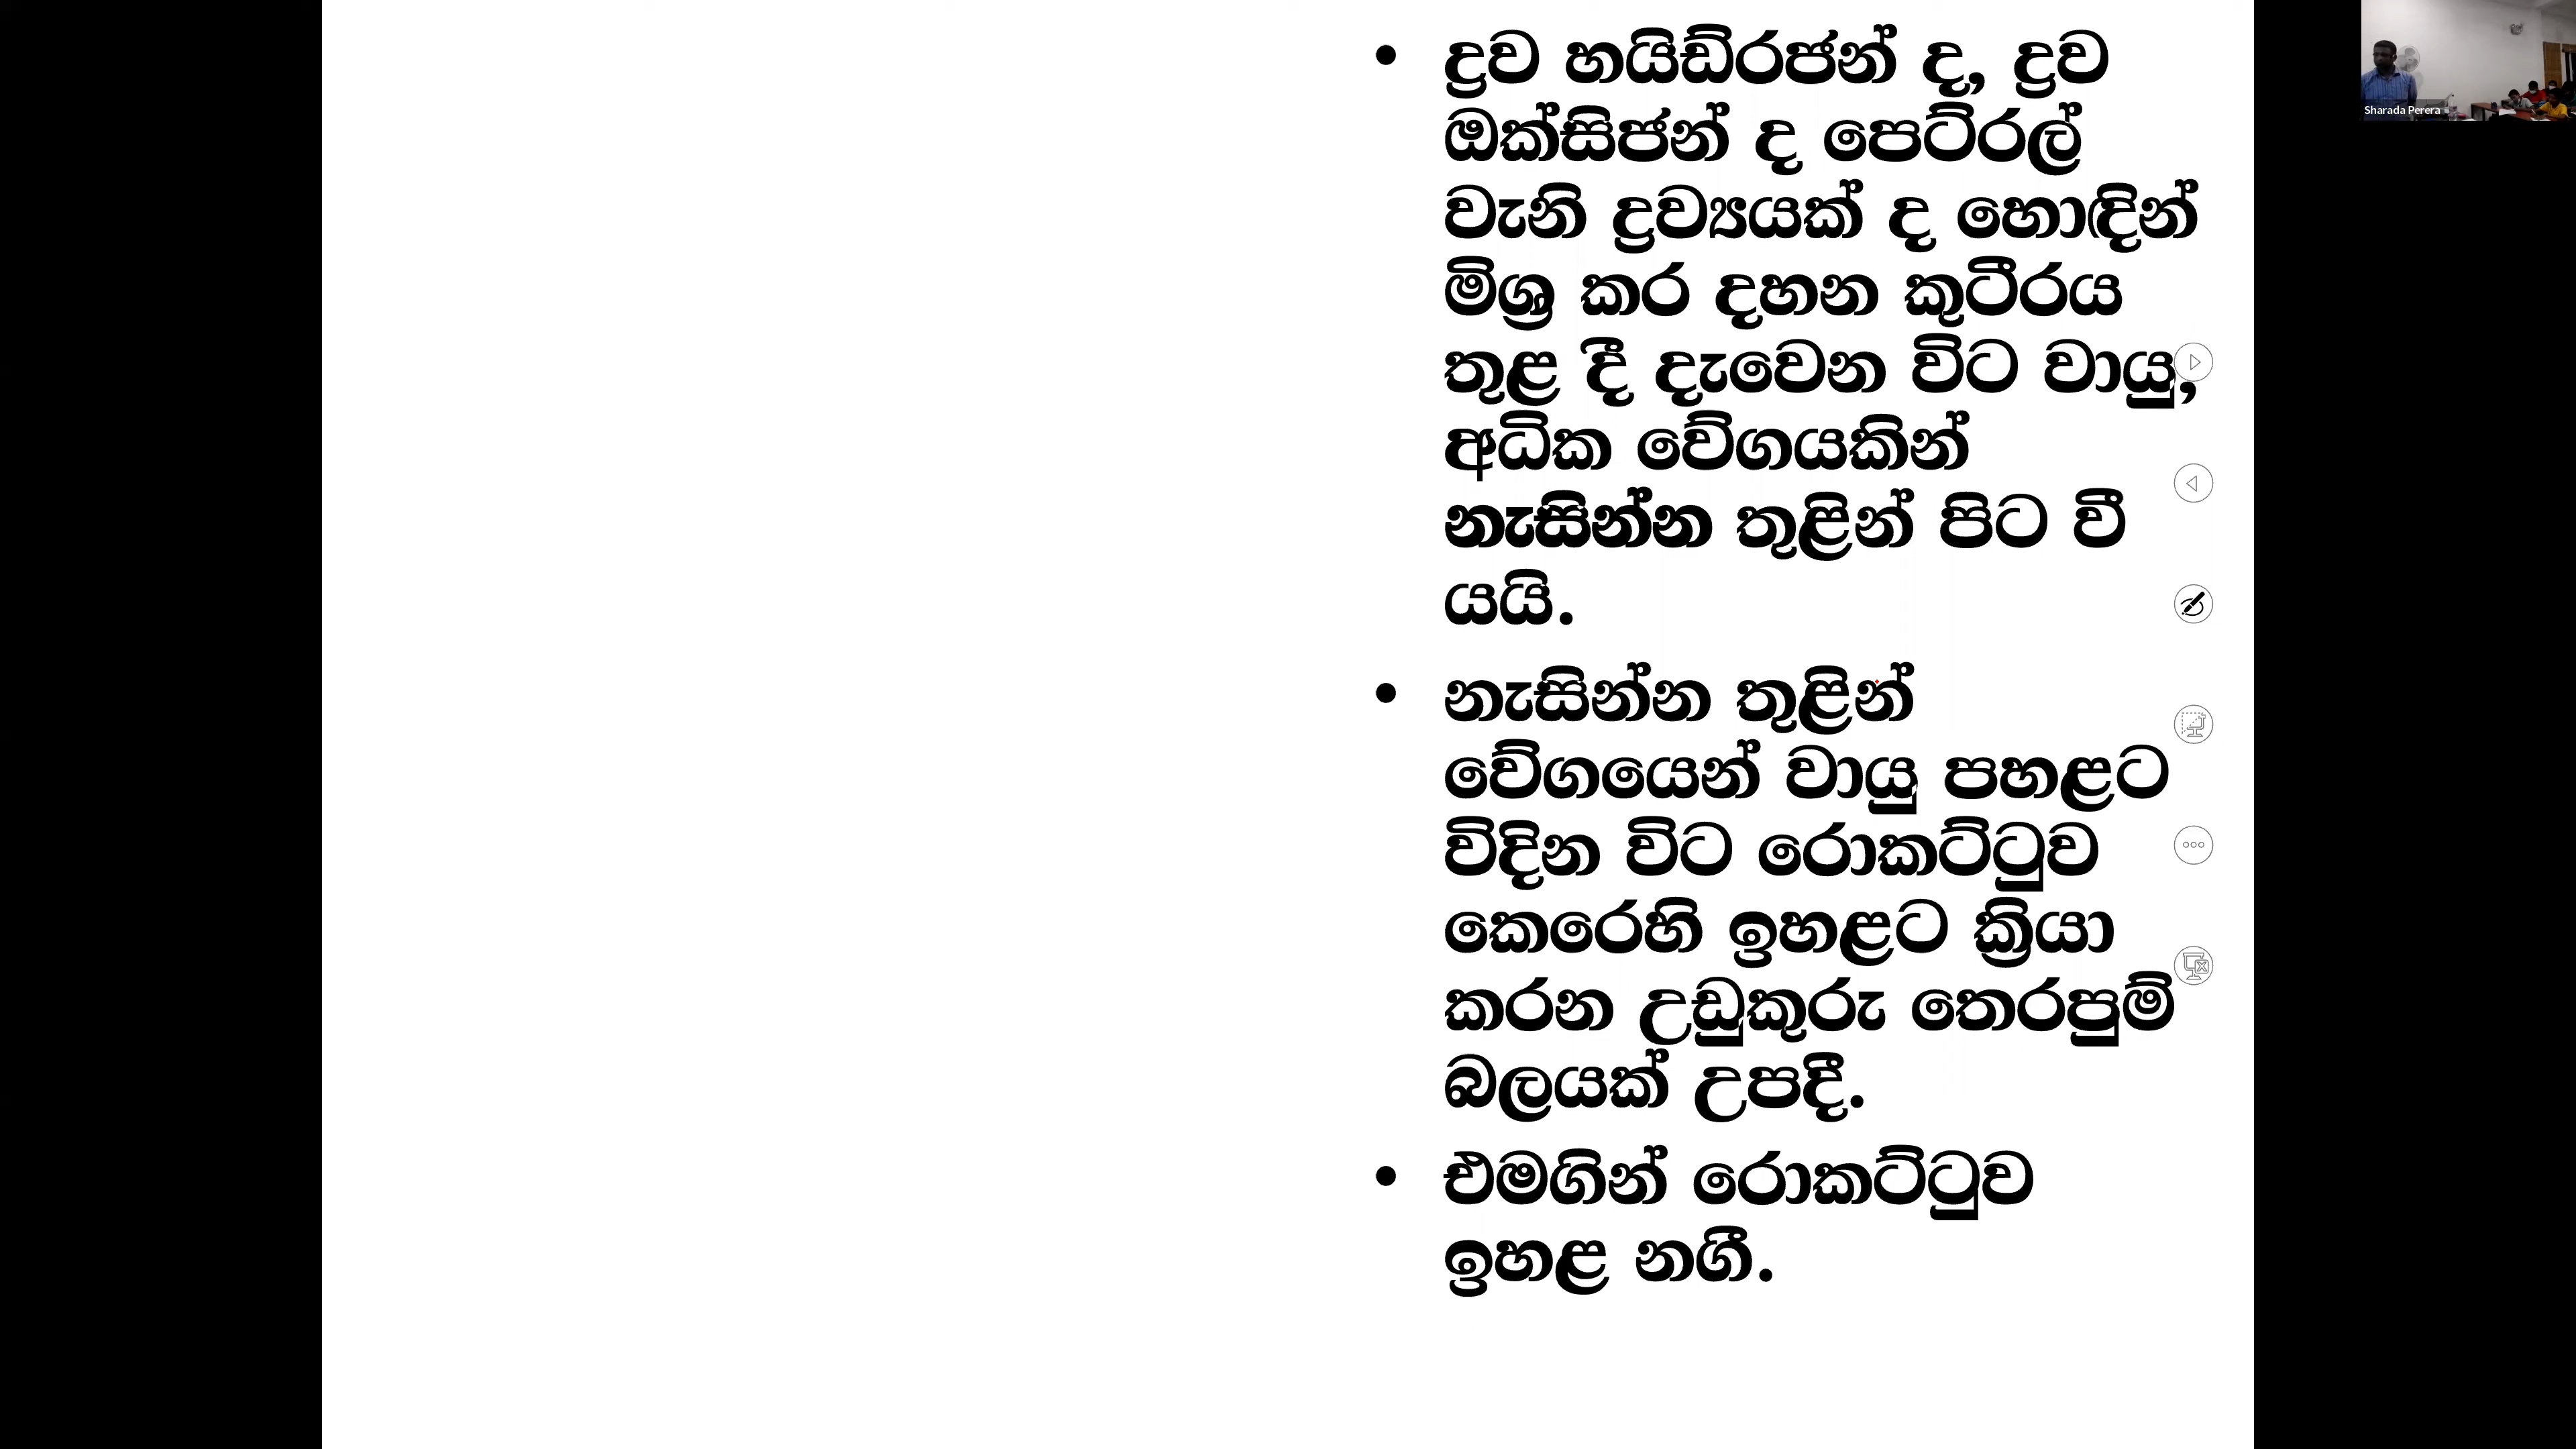 • ද්‍රව හයිඩ්රජන් ද, ද්‍රව
ඔක්සිජන් ද පෙට්රල්
වැනි ද්‍රව්‍යයක් ද හොඳින්
මිශ්‍ර කර දහන කුටීරය
තුළ දී දැවෙන විට වායු,
අධික වේගයකින්
නැසින්න තුළින් පිට වී
යයි.
• නැසින්න තුළින්
වේගයෙන් වායු පහළට
විදින විට රොකට්ටුව
කෙරෙහි ඉහළට ක්‍රියා
කරන උඩුකුරු තෙරපුම්
බලයක් උපදී.
• එමගින් රොකට්ටුව
ඉහළ නගී.
Sharada Perera